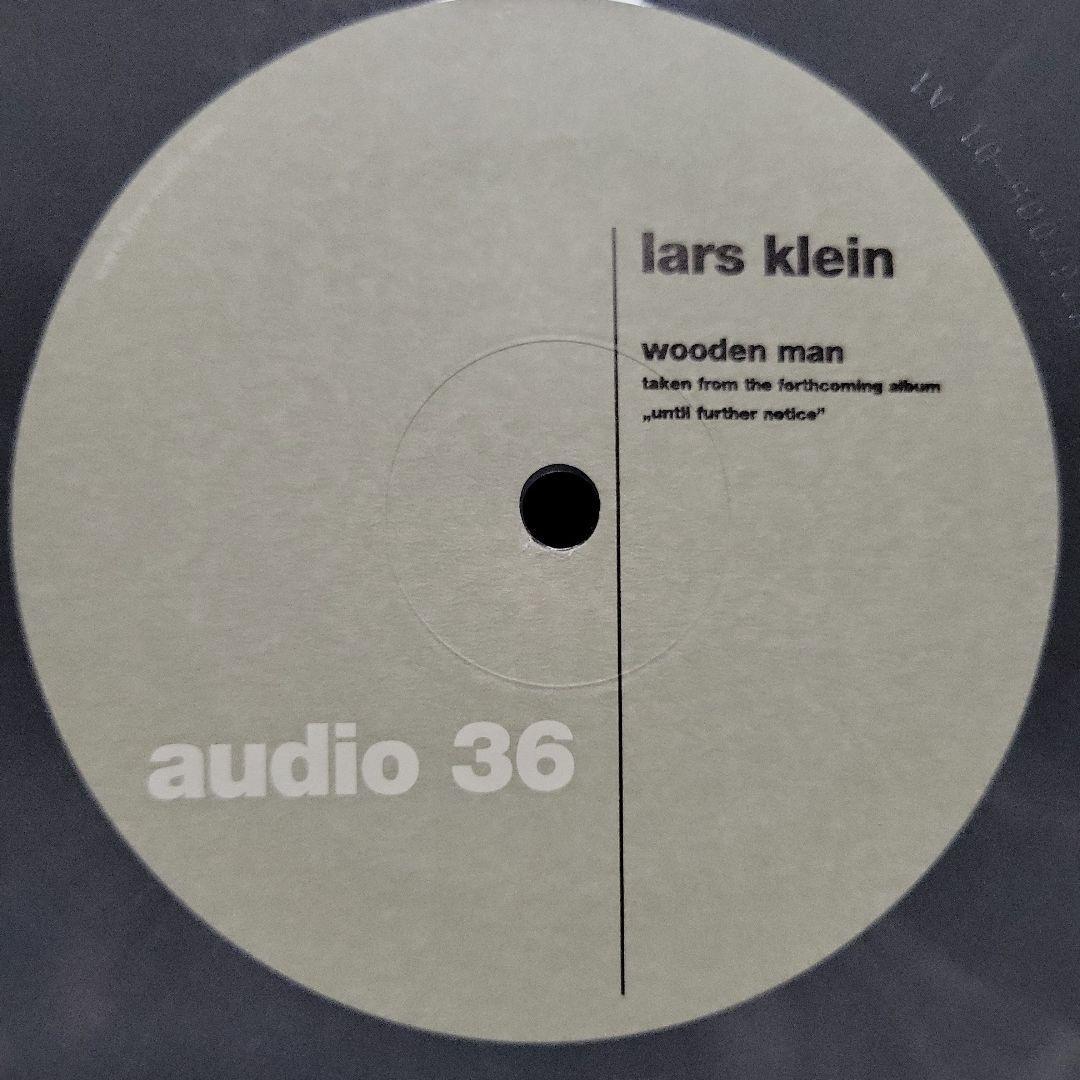 lars klein
wooden man
taken from the forthcoming album
„until further notice”
audio 36